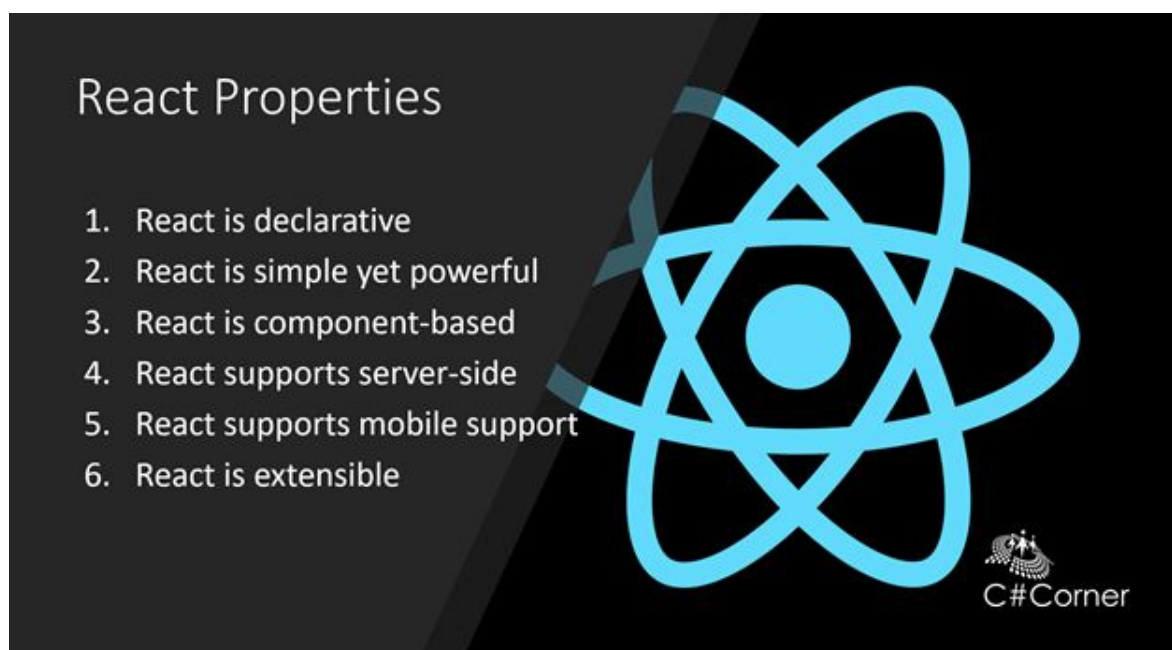 React Properties
1. React is declarative
2. React is simple yet powerful
3. React is component-based
4. React supports server-side
5. React supports mobile support
6. React is extensible
C#Corner